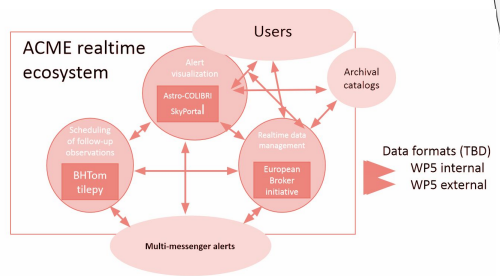 Users
ACME realtime
ecosystem
Alert
visualization
Astro-COLIBRI
SkyPortal
Archival
catalogs
Scheduling
of follow-up
observations
BHTom
tilepy
Realtime data
management
European
Broker
initiative
Data formats (TBD)
WP5 internal
WP5 external
Multi-messenger alerts